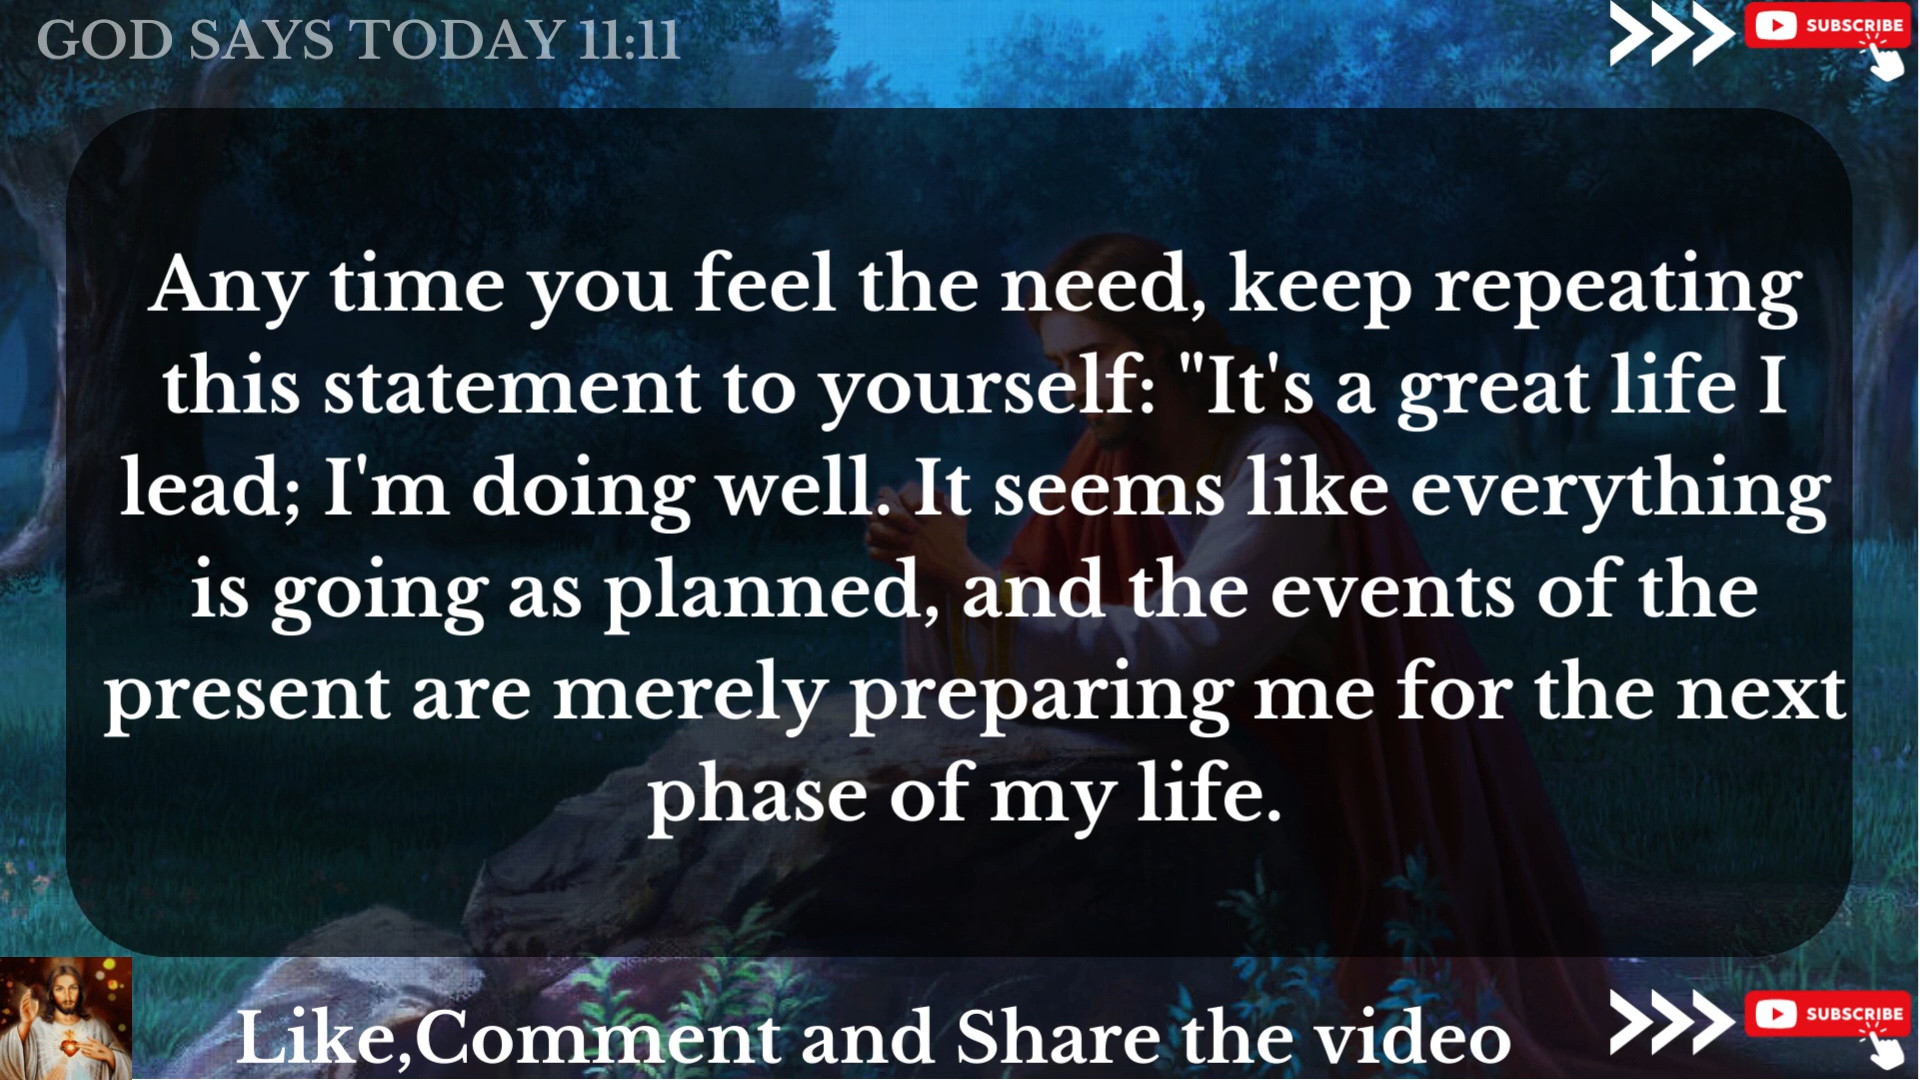 GOD SAYS TODAY 11:11
SUBSCRIBE
Any time you feel the need, keep repeating
this statement to yourself: "It's a great life I
lead; I'm doing well. It seems like everything
is going as planned, and the events of the
present are merely preparing me for the next
phase of my life.
Like,Comment and Share the video
SUBSCRIBE